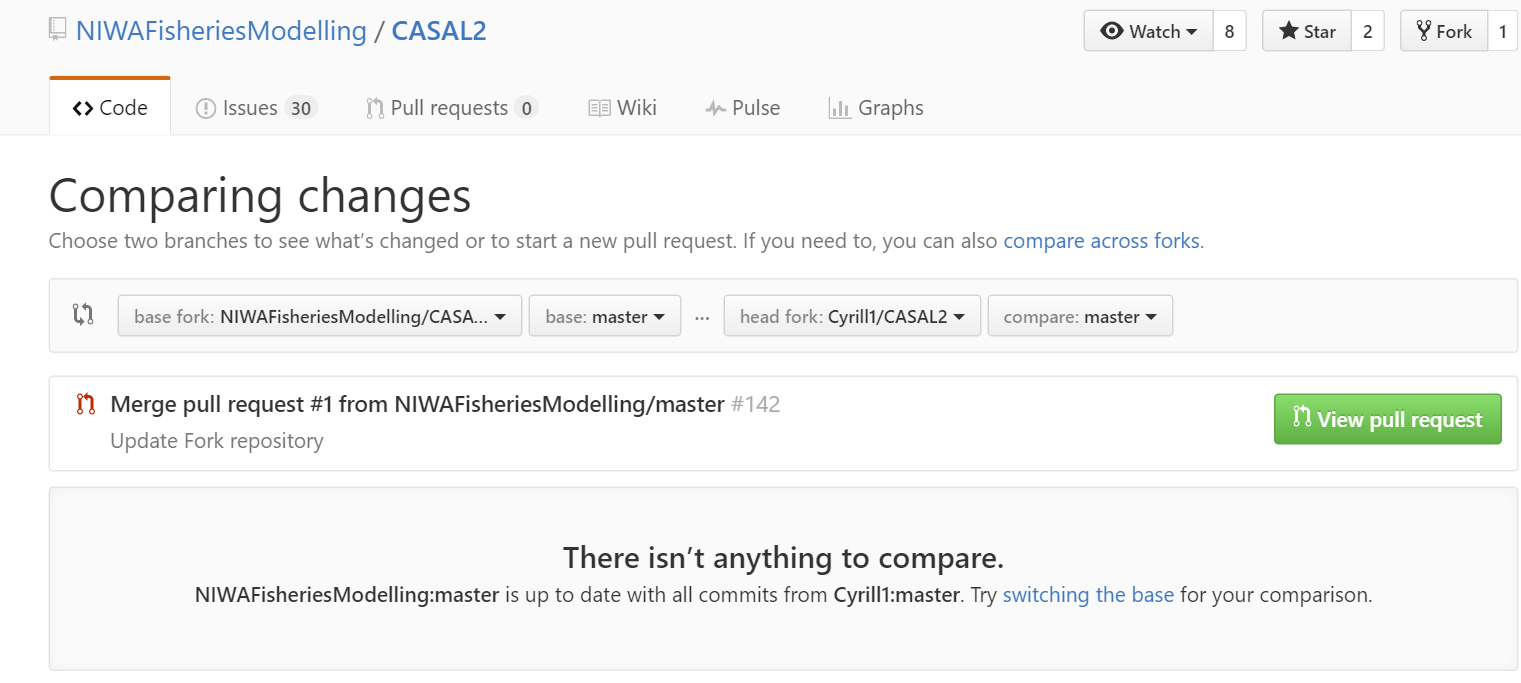 NIWAFisheriesModelling / CASAL2 Watch 8 Star 2 Fork 1
Code Issues 30 Pull requests 0 Wiki Pulse Graphs
Comparing changes
Choose two branches to see what’s changed or to start a new pull request. If you need to, you can also compare across forks.
base fork: NIWAFisheriesModelling/CASA... base: master ... head fork: Cyrill1/CASAL2 compare: master
Merge pull request #1 from NIWAFisheriesModelling/master #142
View pull request
Update Fork repository
There isn’t anything to compare.
NIWAFisheriesModelling:master is up to date with all commits from Cyrill1:master. Try switching the base for your comparison.